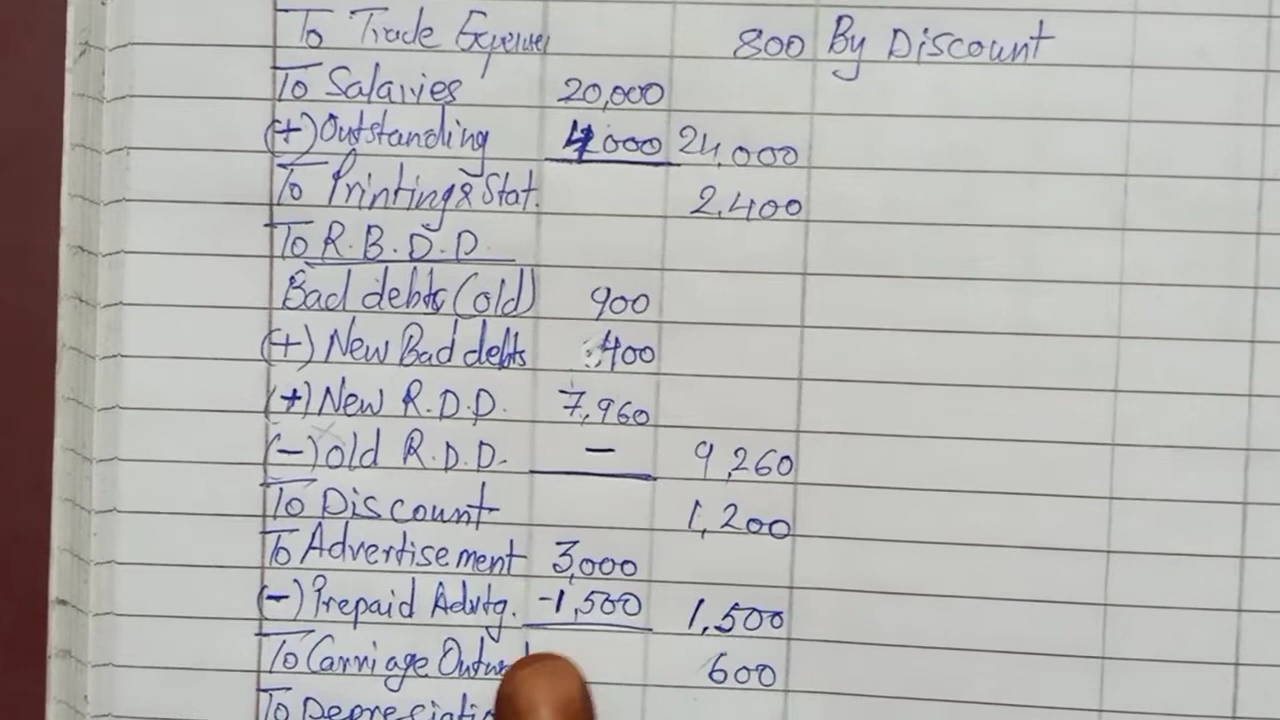 To Trade Expenses 800 By Discount
To Salaries 20,000
(+) Outstanding 4000 24,000
To Printing & Stat. 2,400
To R.B.D.D.
Bad debts (old) 900
(+) New Bad debts 400
(+) New R.D.D. 7,960
(-) old R.D.D. - 9,260
To Discount 1,200
To Advertisement 3,000
(-) Prepaid Advtg. -1,500 1,500
To Carriage 600
To